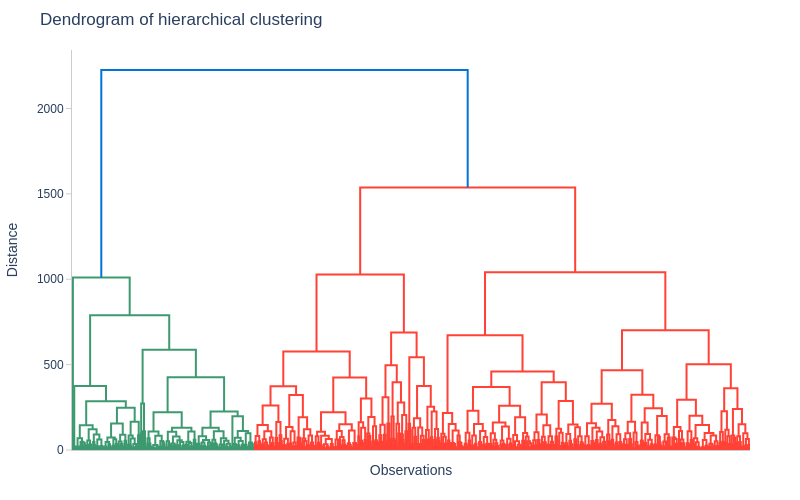 Dendrogram of hierarchical clustering
2000
1500
1000
500
0
Distance
Observations